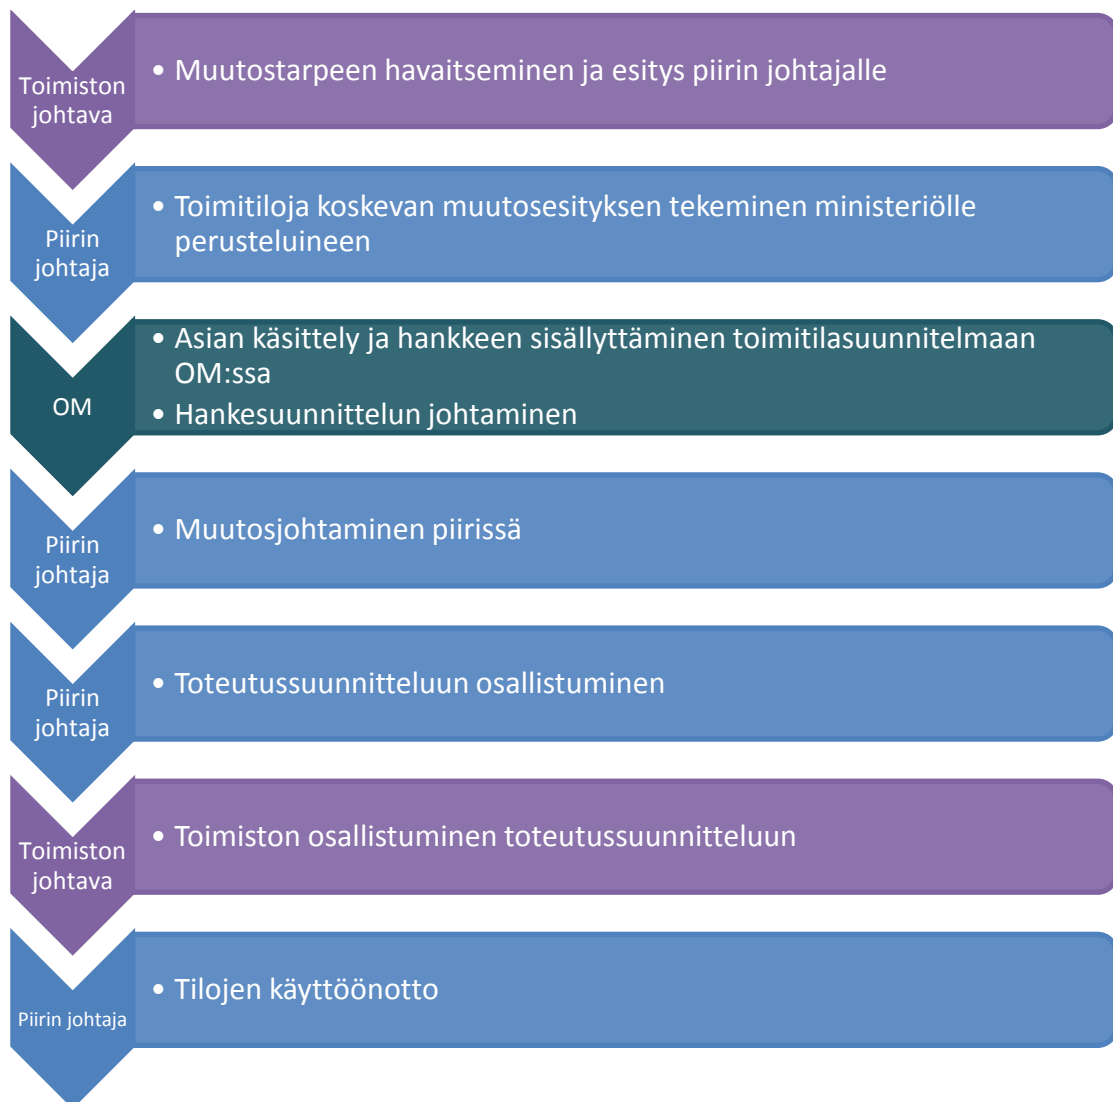 Toimiston
johtava
• Muutostarpeen havaitseminen ja esitys piirin johtajalle
Piirin
johtaja
• Toimitiloja koskevan muutosesityksen tekeminen ministeriölle
perusteluineen
OM
• Asian käsittely ja hankkeen sisällyttäminen toimitilasuunnitelmaan
OM:ssa
• Hankesuunnittelun johtaminen
Piirin
johtaja
• Muutosjohtaminen piirissä
Piirin
johtaja
• Toteutussuunnitteluun osallistuminen
Toimiston
johtava
• Toimiston osallistuminen toteutussuunnitteluun
Piirin johtaja
• Tilojen käyttöönotto